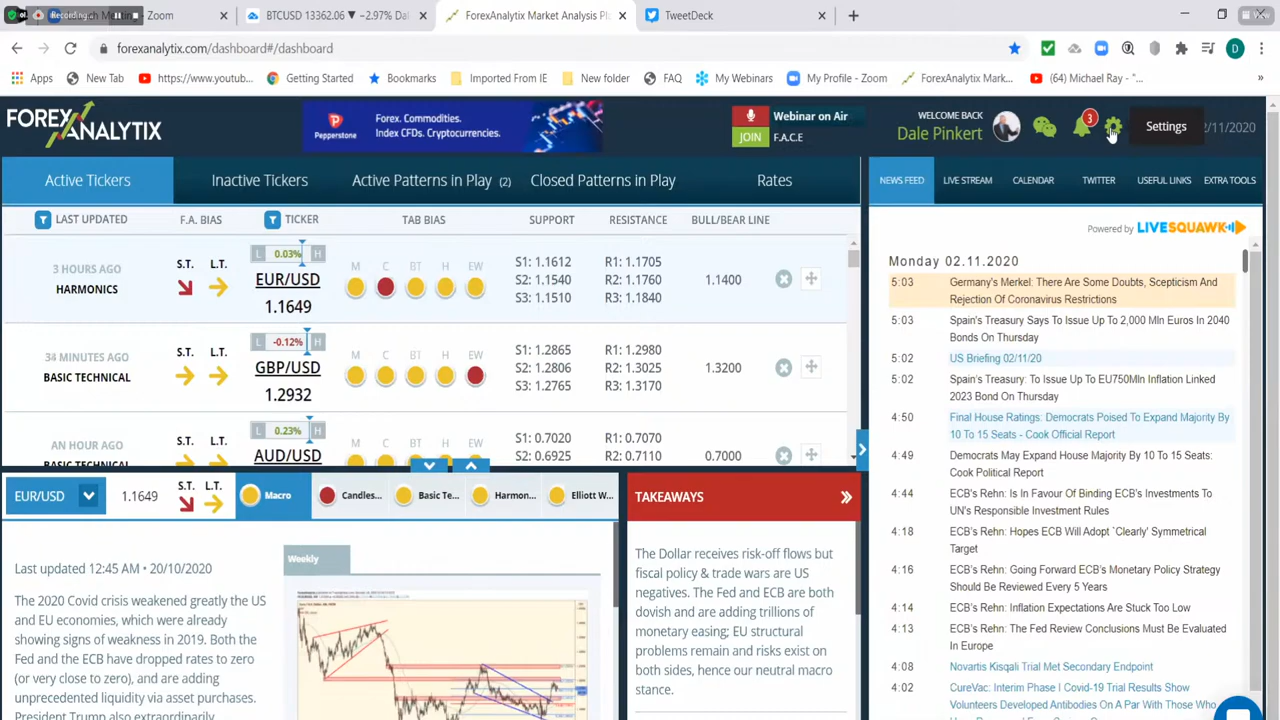 Recording...
Zoom
BTCUSD 13362.06 ▼ −2.97%
ForexAnalytix Market Analysis Pl
TweetDeck
forexanalytix.com/dashboard#/dashboard
D
Apps
New Tab
https://www.youtub...
Getting Started
Bookmarks
Imported From IE
New folder
FAQ
My Webinars
My Profile - Zoom
ForexAnalytix Mark...
(64) Michael Ray - "...
»
FOREX ANALYTIX
Pepperstone
Forex. Commodities.
Index CFDs. Cryptocurrencies.
Webinar on Air
JOIN F.A.C.E
WELCOME BACK
Dale Pinkert
3
Settings
2/11/2020
Active Tickers
Inactive Tickers
Active Patterns in Play (2)
Closed Patterns in Play
Rates
LAST UPDATED F.A. BIAS TICKER TAB BIAS SUPPORT RESISTANCE BULL/BEAR LINE
3 HOURS AGO
HARMONICS
S.T. L.T.
L 0.03% H
EUR/USD
1.1649
M C BT H EW
S1: 1.1612
S2: 1.1540
S3: 1.1510
R1: 1.1705
R2: 1.1760
R3: 1.1840
1.1400
34 MINUTES AGO
BASIC TECHNICAL
S.T. L.T.
L -0.12% H
GBP/USD
1.2932
M C BT H EW
S1: 1.2865
S2: 1.2806
S3: 1.2765
R1: 1.2980
R2: 1.3025
R3: 1.3170
1.3200
AN HOUR AGO
BASIC TECHNICAL
S.T. L.T.
L 0.23% H
AUD/USD
M C BT H EW
S1: 0.7020
S2: 0.6925
R1: 0.7070
R2: 0.7110
0.7000
EUR/USD
1.1649
S.T. L.T.
Macro
Candles...
Basic Te...
Harmon...
Elliott W...
Last updated 12:45 AM • 20/10/2020
The 2020 Covid crisis weakened greatly the US
and EU economies, which were already
showing signs of weakness in 2019. Both the
Fed and the ECB have dropped rates to zero
(or very close to zero), and are adding
unprecedented liquidity via asset purchases.
President Trump also extraordinarily
Weekly
TAKEAWAYS
The Dollar receives risk-off flows but
fiscal policy & trade wars are US
negatives. The Fed and ECB are both
dovish and are adding trillions of
monetary easing; EU structural
problems remain and risks exist on
both sides, hence our neutral macro
stance.
NEWS FEED
LIVE STREAM
CALENDAR
TWITTER
USEFUL LINKS
EXTRA TOOLS
Powered by LIVESQUAWK
Monday 02.11.2020
5:03 Germany's Merkel: There Are Some Doubts, Scepticism And
Rejection Of Coronavirus Restrictions
5:03 Spain's Treasury Says To Issue Up To 2,000 Mln Euros In 2040
Bonds On Thursday
5:02 US Briefing 02/11/20
5:02 Spain's Treasury: To Issue Up To EU750Mln Inflation Linked
2023 Bond On Thursday
4:50 Final House Ratings: Democrats Poised To Expand Majority By
10 To 15 Seats - Cook Official Report
4:49 Democrats May Expand House Majority By 10 To 15 Seats:
Cook Political Report
4:44 ECB's Rehn: Is In Favour Of Binding ECB's Investments To
UN's Responsible Investment Rules
4:18 ECB's Rehn: Hopes ECB Will Adopt `Clearly' Symmetrical
Target
4:16 ECB's Rehn: Going Forward ECB's Monetary Policy Strategy
Should Be Reviewed Every 5 Years
4:14 ECB's Rehn: Inflation Expectations Are Stuck Too Low
4:13 ECB's Rehn: The Fed Review Conclusions Must Be Evaluated
In Europe
4:08 Novartis Kisqali Trial Met Secondary Endpoint
4:02 CureVac: Interim Phase I Covid-19 Trial Results Show
Volunteers Developed Antibodies On A Par With Those Who